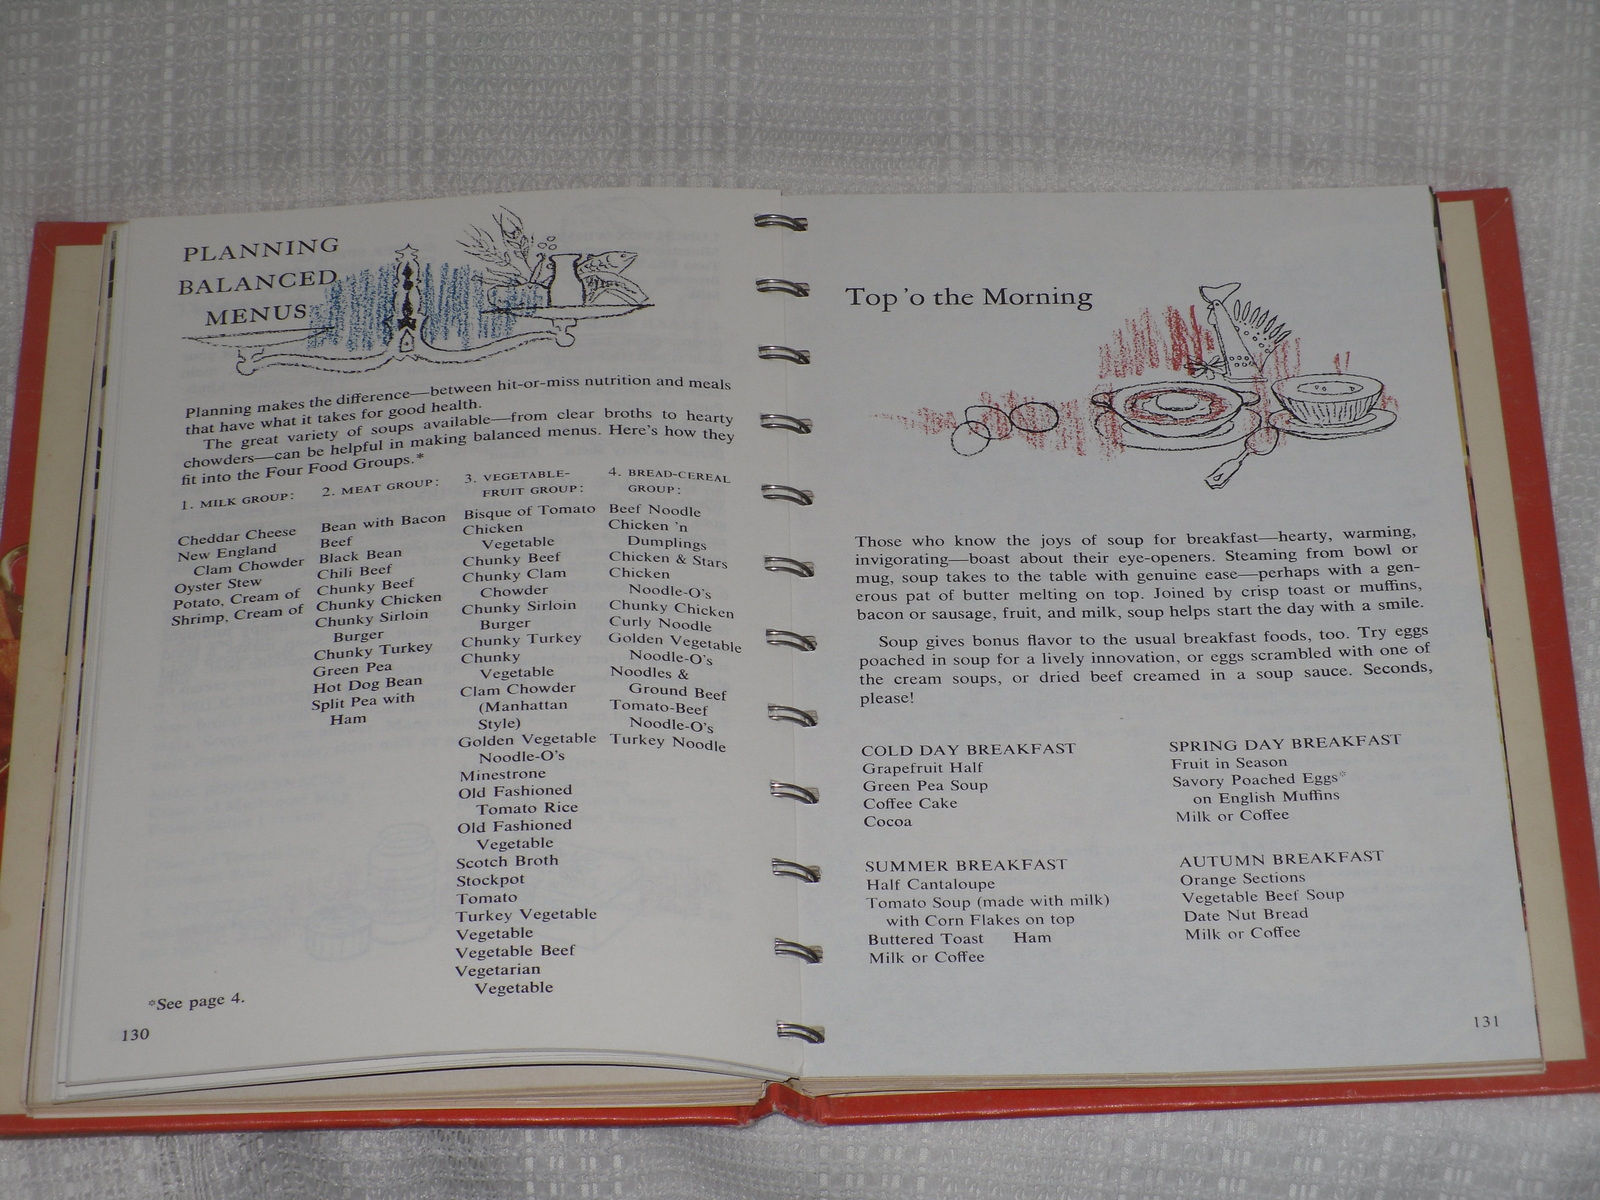 PLANNING
BALANCED
MENUS
Planning makes the difference—between hit-or-miss nutrition and meals
that have what it takes for good health.
The great variety of soups available—from clear broths to hearty
chowders—can be helpful in making balanced menus. Here's how they
fit into the Four Food Groups.*
1. MILK GROUP:
Cheddar Cheese
New England
Clam Chowder
Oyster Stew
Potato, Cream of
Shrimp, Cream of
2. MEAT GROUP:
Bean with Bacon
Beef
Black Bean
Chili Beef
Chunky Beef
Chunky Chicken
Chunky Sirloin
Burger
Chunky Turkey
Green Pea
Hot Dog Bean
Split Pea with
Ham
3. VEGETABLE-
FRUIT GROUP:
Bisque of Tomato
Chicken
Vegetable
Chunky Beef
Chunky Clam
Chowder
Chunky Sirloin
Burger
Chunky Turkey
Chunky
Vegetable
Clam Chowder
(Manhattan
Style)
Golden Vegetable
Noodle-O's
Minestrone
Old Fashioned
Tomato Rice
Old Fashioned
Vegetable
Scotch Broth
Stockpot
Tomato
Turkey Vegetable
Vegetable
Vegetable Beef
Vegetarian
Vegetable
4. BREAD-CEREAL
GROUP:
Beef Noodle
Chicken 'n
Dumplings
Chicken & Stars
Chicken
Noodle-O's
Chunky Chicken
Curly Noodle
Golden Vegetable
Noodle-O's
Noodles &
Ground Beef
Tomato-Beef
Noodle-O's
Turkey Noodle
*See page 4.
130
Top 'o the Morning
Those who know the joys of soup for breakfast—hearty, warming,
invigorating—boast about their eye-openers. Steaming from bowl or
mug, soup takes to the table with genuine ease—perhaps with a gen-
erous pat of butter melting on top. Joined by crisp toast or muffins,
bacon or sausage, fruit, and milk, soup helps start the day with a smile.
Soup gives bonus flavor to the usual breakfast foods, too. Try eggs
poached in soup for a lively innovation, or eggs scrambled with one of
the cream soups, or dried beef creamed in a soup sauce. Seconds,
please!
COLD DAY BREAKFAST
Grapefruit Half
Green Pea Soup
Coffee Cake
Cocoa
SPRING DAY BREAKFAST
Fruit in Season
Savory Poached Eggs*
on English Muffins
Milk or Coffee
SUMMER BREAKFAST
Half Cantaloupe
Tomato Soup (made with milk)
with Corn Flakes on top
Buttered Toast Ham
Milk or Coffee
AUTUMN BREAKFAST
Orange Sections
Vegetable Beef Soup
Date Nut Bread
Milk or Coffee
131